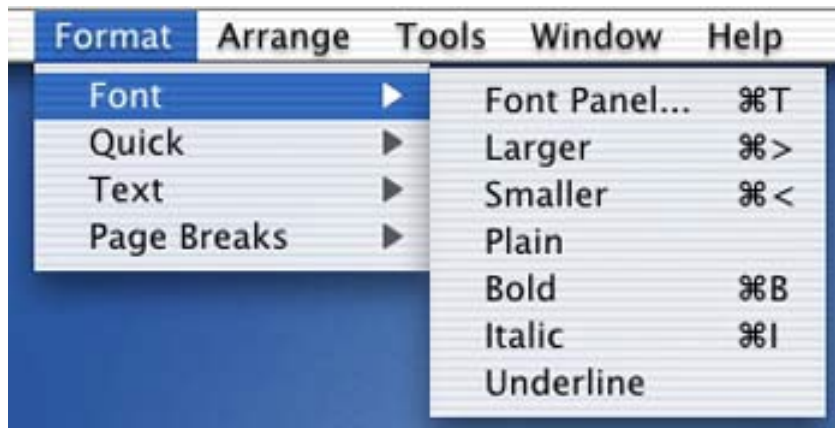 Format Arrange Tools Window Help
Font
Quick
Text
Page Breaks
Font Panel... ⌘T
Larger ⌘>
Smaller ⌘<
Plain
Bold ⌘B
Italic ⌘I
Underline